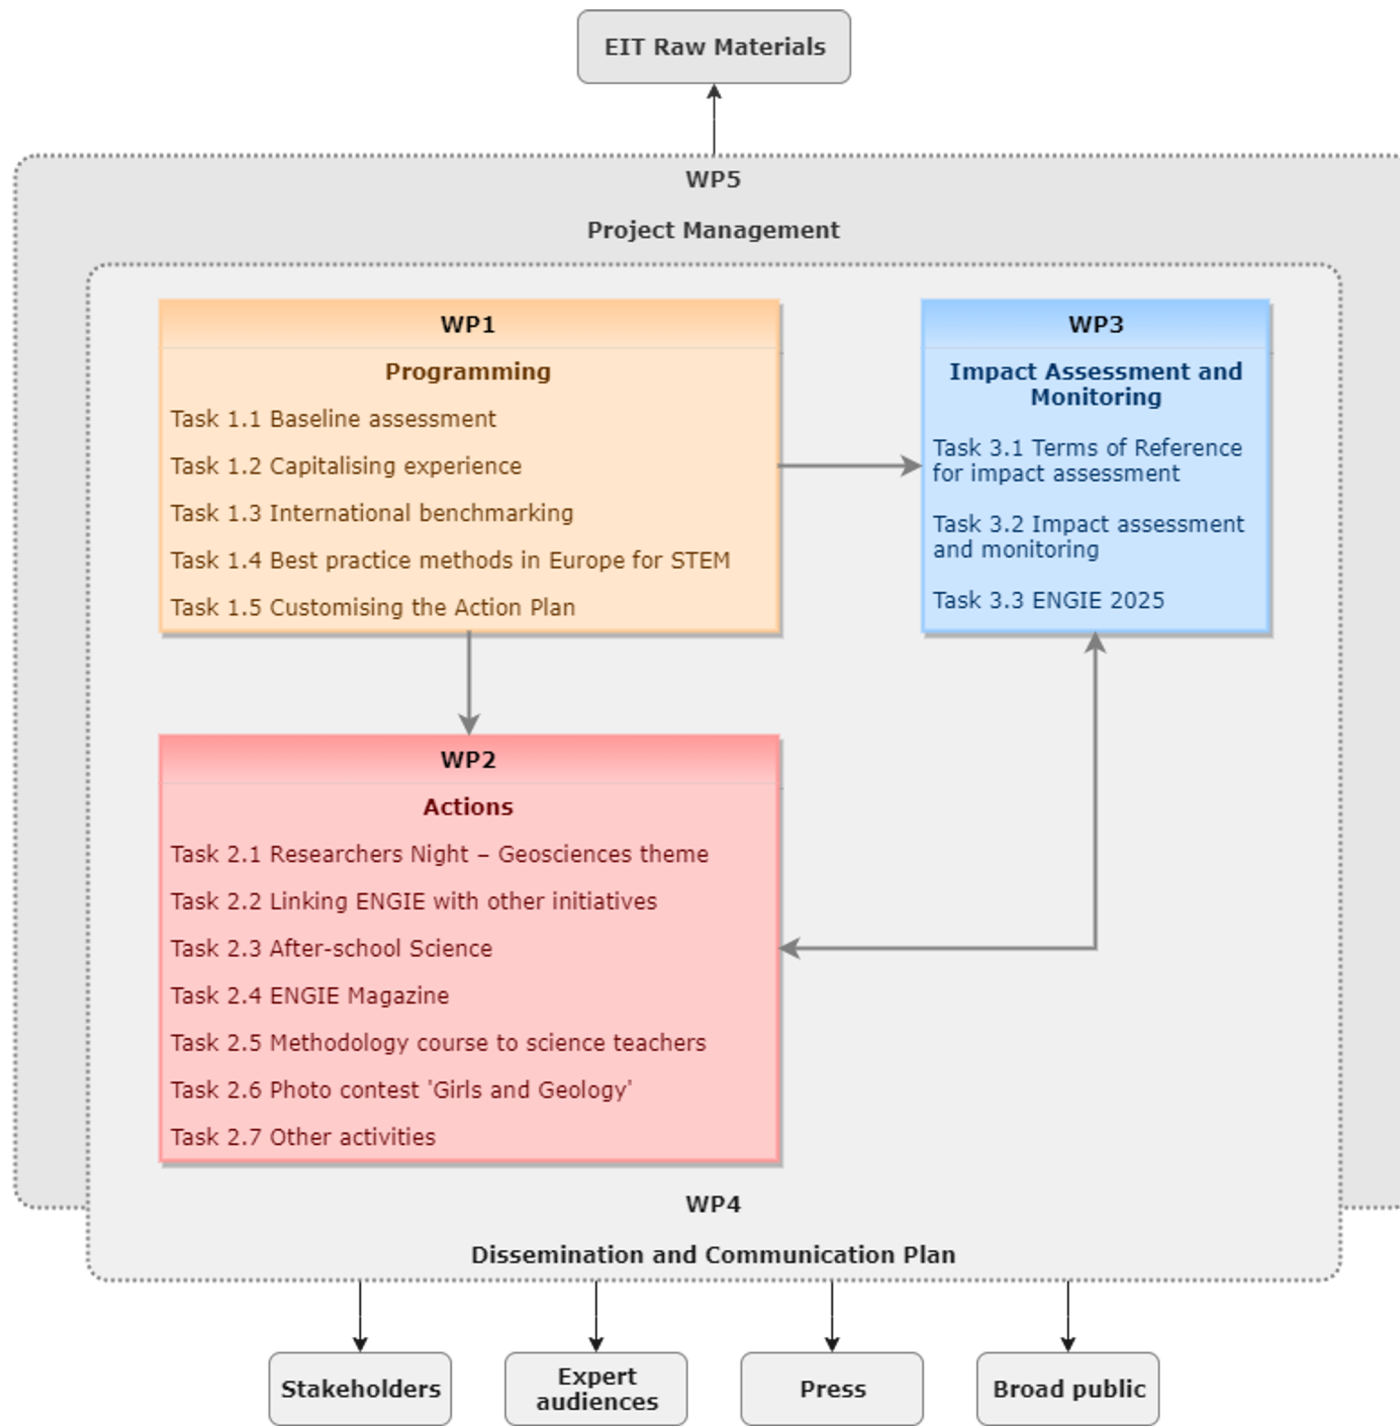 EIT Raw Materials
WP5
Project Management
WP1
Programming
Task 1.1 Baseline assessment
Task 1.2 Capitalising experience
Task 1.3 International benchmarking
Task 1.4 Best practice methods in Europe for STEM
Task 1.5 Customising the Action Plan
WP3
Impact Assessment and
Monitoring
Task 3.1 Terms of Reference
for impact assessment
Task 3.2 Impact assessment
and monitoring
Task 3.3 ENGIE 2025
WP2
Actions
Task 2.1 Researchers Night – Geosciences theme
Task 2.2 Linking ENGIE with other initiatives
Task 2.3 After-school Science
Task 2.4 ENGIE Magazine
Task 2.5 Methodology course to science teachers
Task 2.6 Photo contest 'Girls and Geology'
Task 2.7 Other activities
WP4
Dissemination and Communication Plan
Stakeholders
Expert
audiences
Press
Broad public